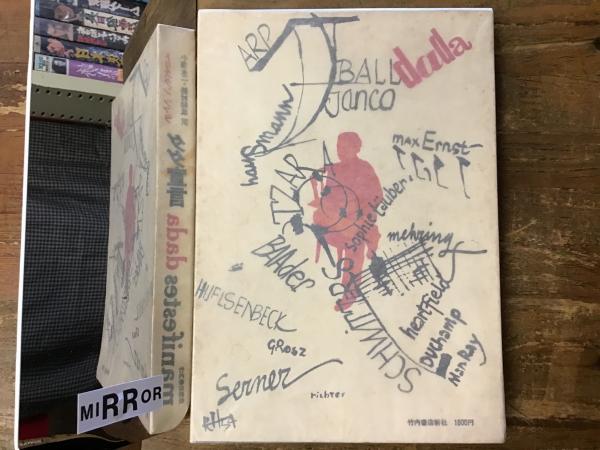 ARP
BALL
dada
Janco
hausmann
max Ernst
TZARA
Sophie Täuber
BAADER
mehring
HUELSENBECK
SCHWITTERS
heartfield
GROSZ
Duchamp
Man Ray
Serner
richter
竹内書店新社 1800円
ダダ宣言
manifestes dada
MIRROR